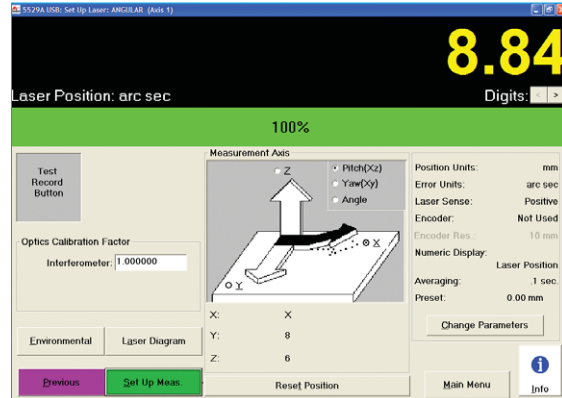 5529A USB: Set Up Laser: ANGULAR (Axis 1)
8.84
Laser Position: arc sec
Digits: < >
100%
Test
Record
Button
Optics Calibration Factor
Interferometer: 1.000000
Environmental
Laser Diagram
Previous
Set Up Meas.
Measurement Axis
Z
Pitch(Xz)
Yaw(Xy)
Angle
X
Y
X: X
Y: 8
Z: 6
Reset Position
Position Units: mm
Error Units: arc sec
Laser Sense: Positive
Encoder: Not Used
Encoder Res.: 10 mm
Numeric Display:
Laser Position
Averaging: .1 sec.
Preset: 0.00 mm
Change Parameters
Main Menu
i
Info